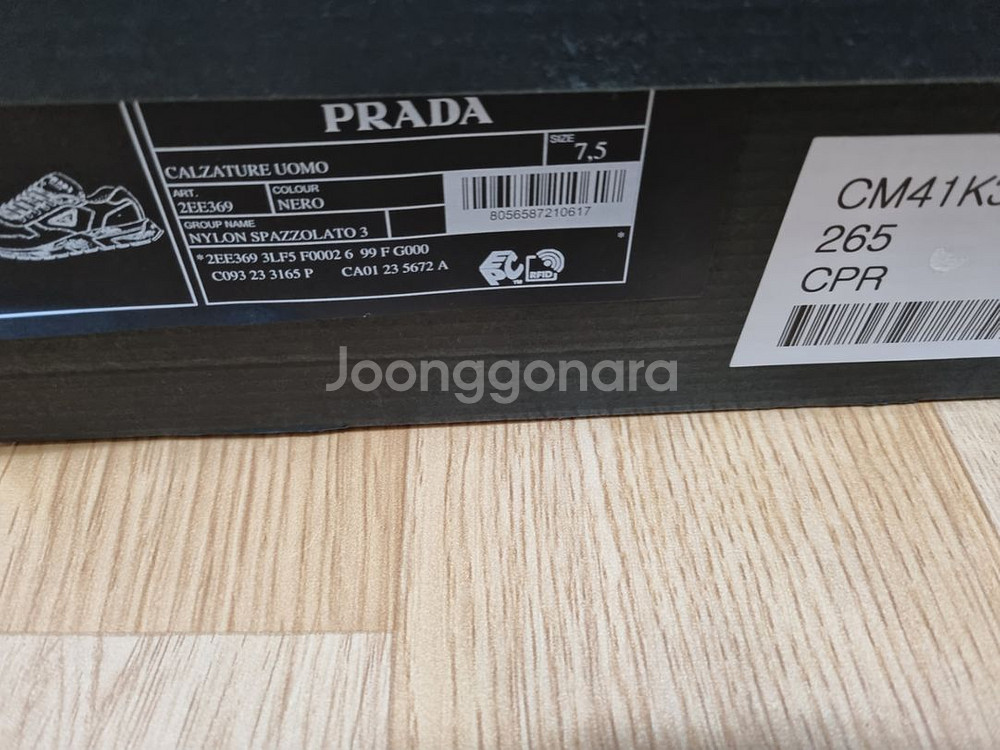 PRADA
SIZE
7,5
CALZATURE UOMO
ART.
2EE369
COLOUR
NERO
8056587210617
GROUP NAME
NYLON SPAZZOLATO 3
*2EE369 3LF5 F0002 6 99 F G000 *
C093 23 3165 P CA01 23 5672 A
EPC™ RFID
CM41K3
265
CPR
Joonggonara